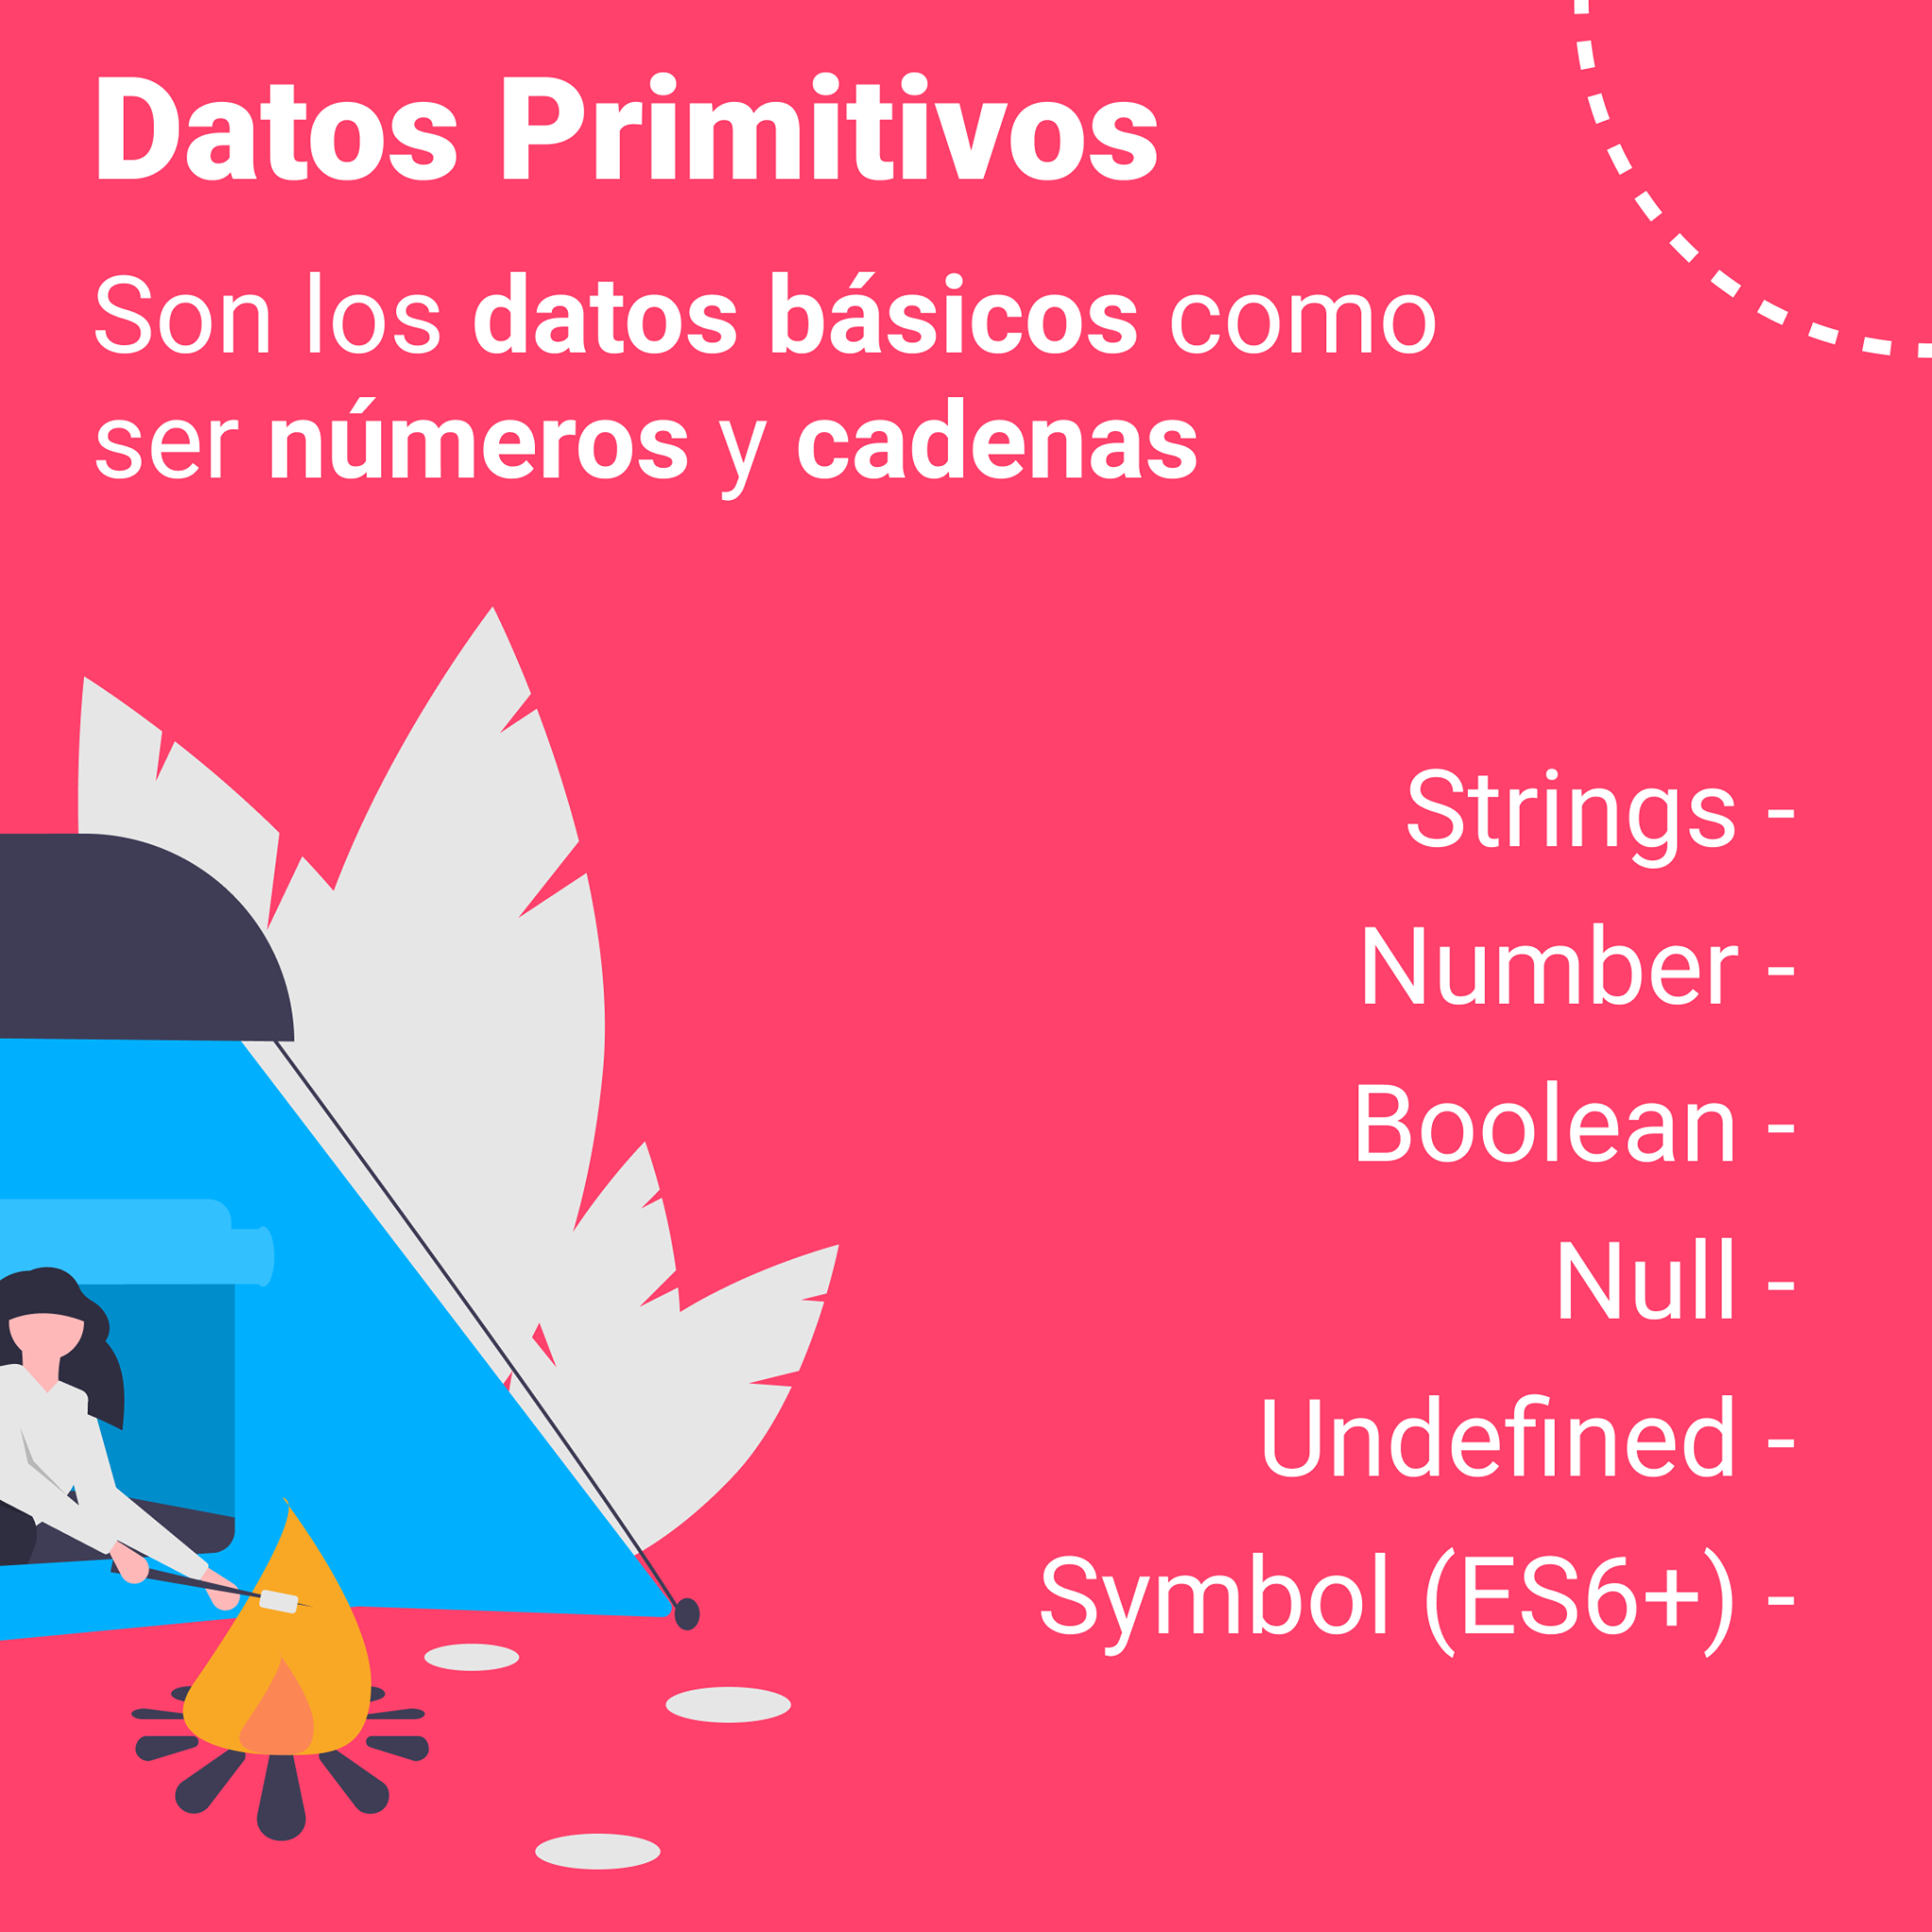 Datos Primitivos
Son los datos básicos como
ser números y cadenas
Strings -
Number -
Boolean -
Null -
Undefined -
Symbol (ES6+) -